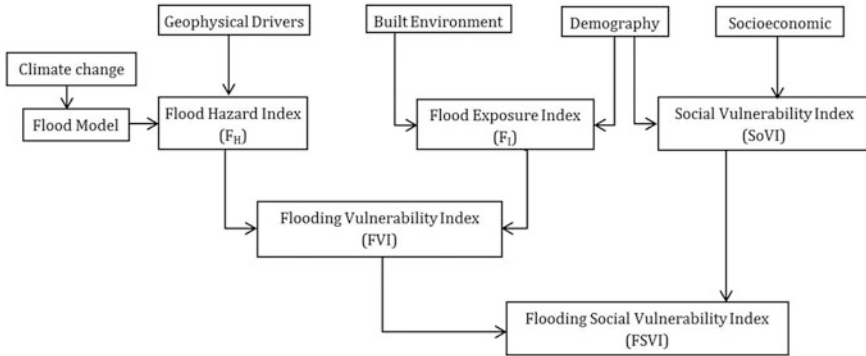 Geophysical Drivers
Built Environment
Demography
Socioeconomic
Climate change
Flood Model
Flood Hazard Index
(F_H)
Flood Exposure Index
(F_I)
Social Vulnerability Index
(SoVI)
Flooding Vulnerability Index
(FVI)
Flooding Social Vulnerability Index
(FSVI)